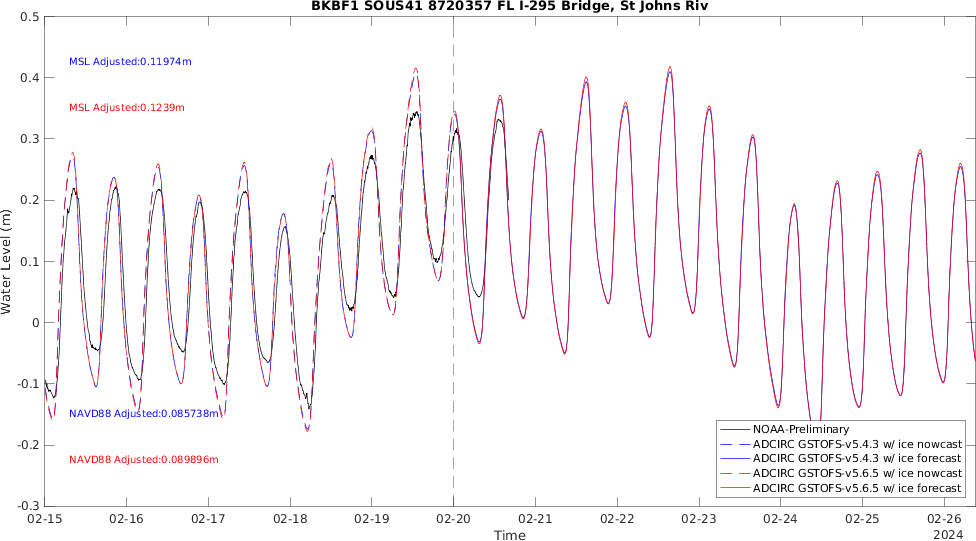 BKBF1 SOUS41 8720357 FL I-295 Bridge, St Johns Riv
0.5
MSL Adjusted:0.11974m
0.4
MSL Adjusted:0.1239m
0.3
0.2
Water Level (m)
0.1
0
-0.1
NAVD88 Adjusted:0.085738m
NOAA-Preliminary
-0.2
ADCIRC GSTOFS-v5.4.3 w/ ice nowcast
NAVD88 Adjusted:0.089896m
ADCIRC GSTOFS-v5.4.3 w/ ice forecast
ADCIRC GSTOFS-v5.6.5 w/ ice nowcast
ADCIRC GSTOFS-v5.6.5 w/ ice forecast
-0.3
02-15 02-16 02-17 02-18 02-19 02-20 02-21 02-22 02-23 02-24 02-25 02-26
Time
2024